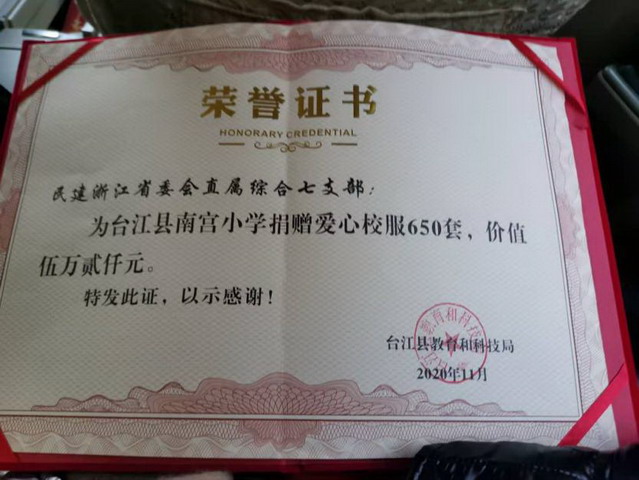 荣誉证书
HONORARY CREDENTIAL
民建浙江省委会直属综合七支部：
为台江县南宫小学捐赠爱心校服650套，价值
伍万贰仟元。
特发此证，以示感谢！
台江县教育和科技局
2020年11月